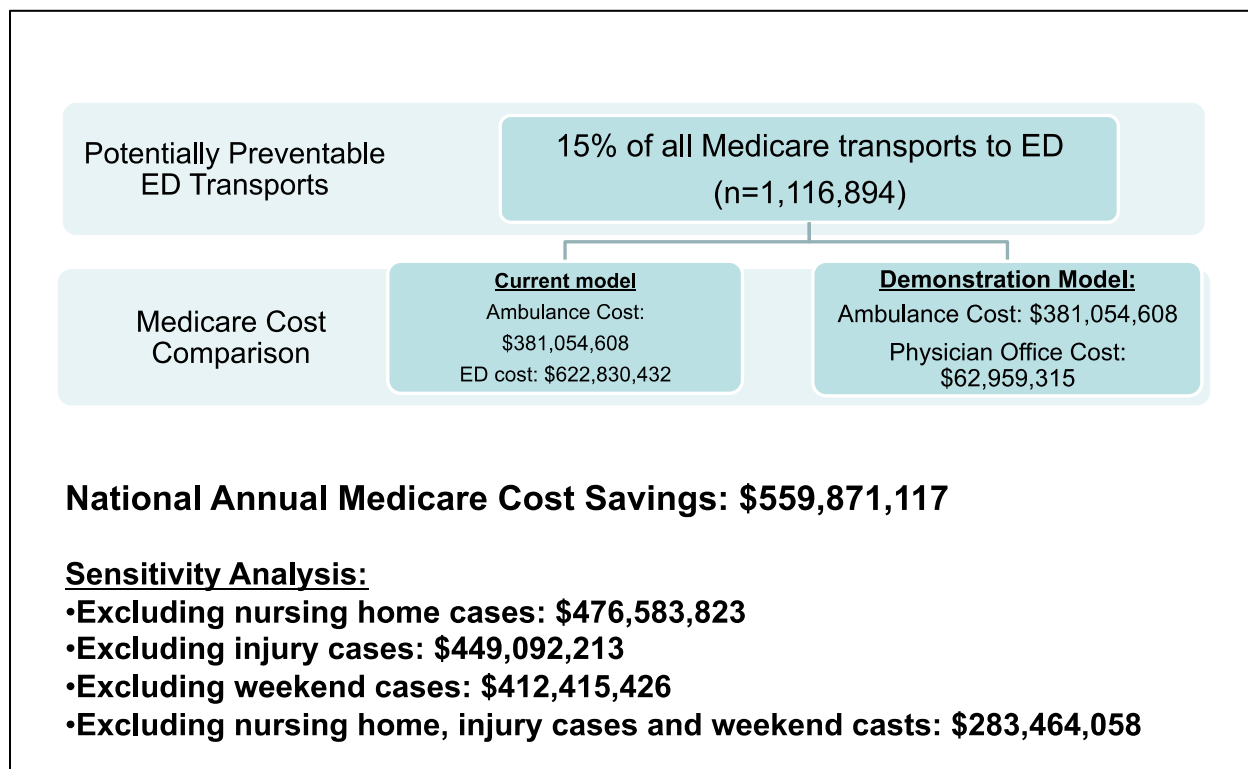 Potentially Preventable
ED Transports
15% of all Medicare transports to ED
(n=1,116,894)
Medicare Cost
Comparison
Current model
Ambulance Cost:
$381,054,608
ED cost: $622,830,432
Demonstration Model:
Ambulance Cost: $381,054,608
Physician Office Cost:
$62,959,315
National Annual Medicare Cost Savings: $559,871,117
Sensitivity Analysis:
•Excluding nursing home cases: $476,583,823
•Excluding injury cases: $449,092,213
•Excluding weekend cases: $412,415,426
•Excluding nursing home, injury cases and weekend casts: $283,464,058